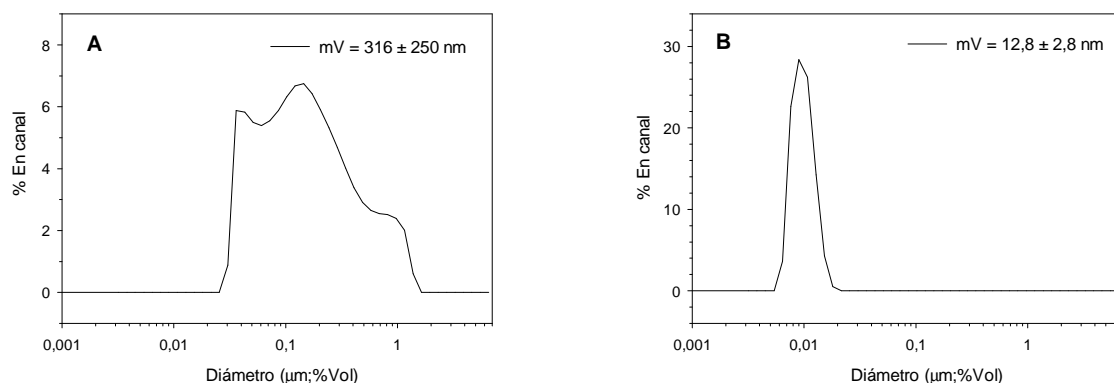 A
mV = 316 ± 250 nm
% En canal
8
6
4
2
0
0,001
0,01
0,1
1
Diámetro (μm;%Vol)
B
mV = 12,8 ± 2,8 nm
% En canal
30
20
10
0
0,001
0,01
0,1
1
Diámetro (μm;%Vol)